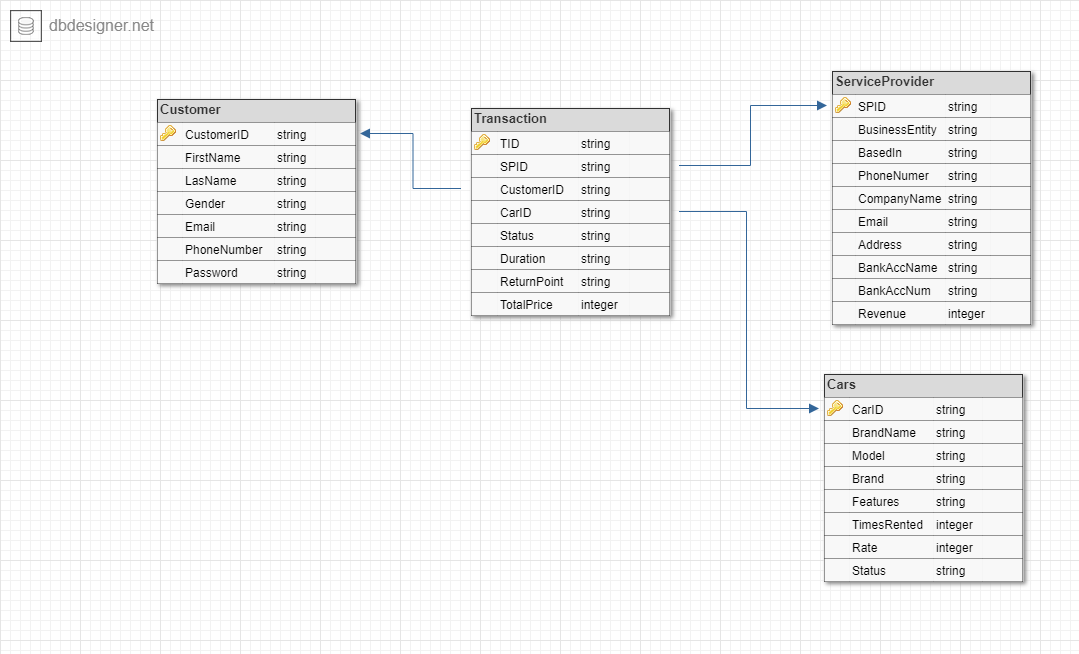 dbdesigner.net
Customer
CustomerID string
FirstName string
LasName string
Gender string
Email string
PhoneNumber string
Password string
Transaction
TID string
SPID string
CustomerID string
CarID string
Status string
Duration string
ReturnPoint string
TotalPrice integer
ServiceProvider
SPID string
BusinessEntity string
BasedIn string
PhoneNumer string
CompanyName string
Email string
Address string
BankAccName string
BankAccNum string
Revenue integer
Cars
CarID string
BrandName string
Model string
Brand string
Features string
TimesRented integer
Rate integer
Status string